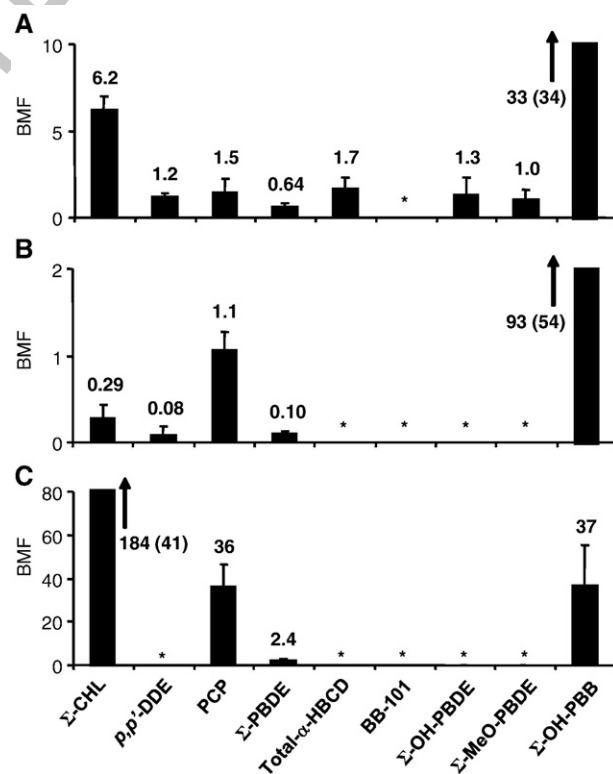 A
BMF
10
5
0
6.2
1.2
1.5
0.64
1.7
*
1.3
1.0
33 (34)
B
BMF
2
1
0
0.29
0.08
1.1
0.10
*
*
*
*
93 (54)
C
BMF
80
60
40
20
0
184 (41)
*
36
2.4
*
*
*
*
37
Σ-CHL
p,p'-DDE
PCP
Σ-PBDE
Total-α-HBCD
BB-101
Σ-OH-PBDE
Σ-MeO-PBDE
Σ-OH-PBB